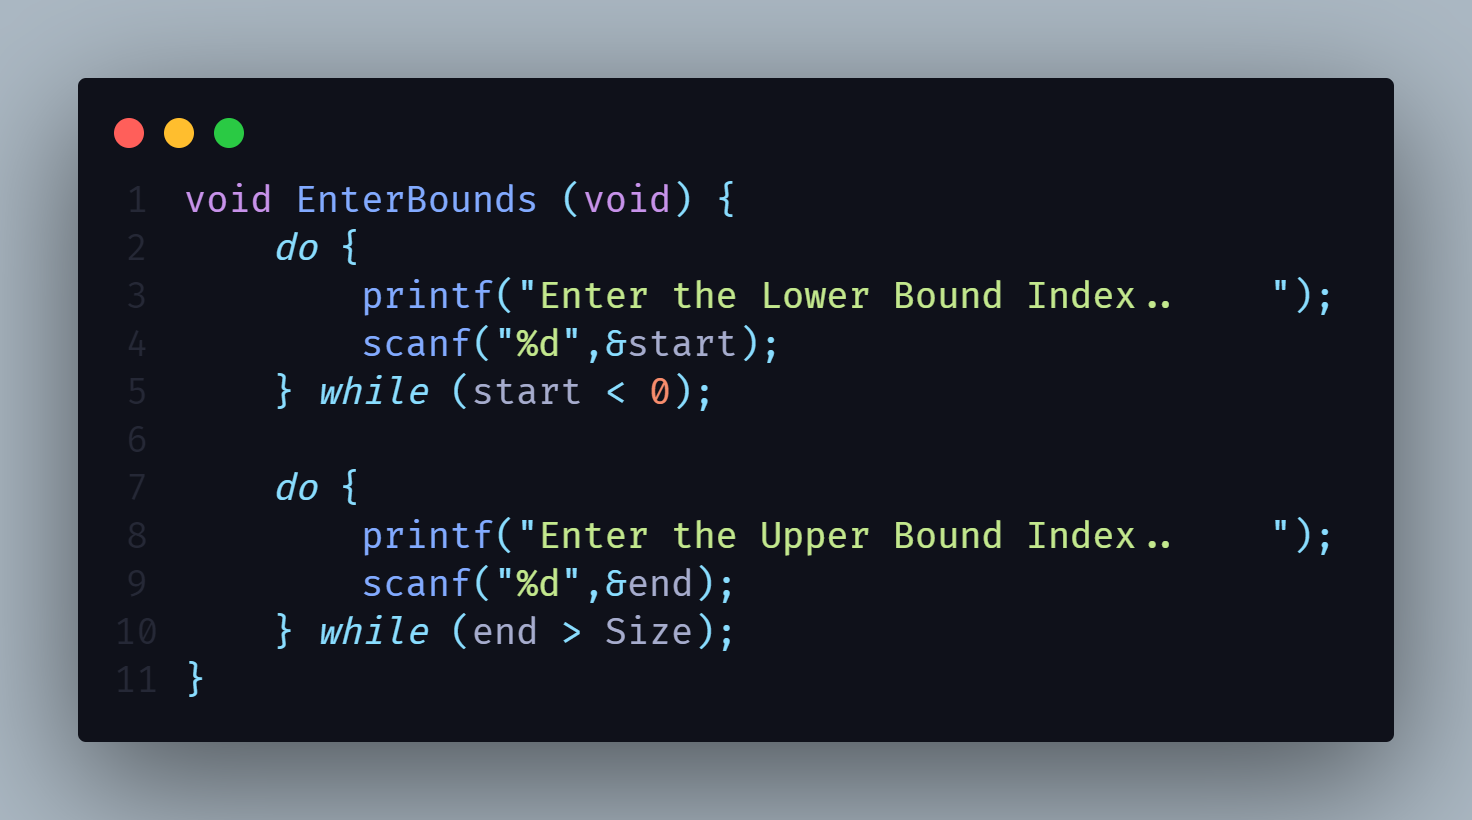 1 void EnterBounds (void) {
2     do {
3         printf("Enter the Lower Bound Index..    ");
4         scanf("%d",&start);
5     } while (start < 0);
6
7     do {
8         printf("Enter the Upper Bound Index..    ");
9         scanf("%d",&end);
10     } while (end > Size);
11 }